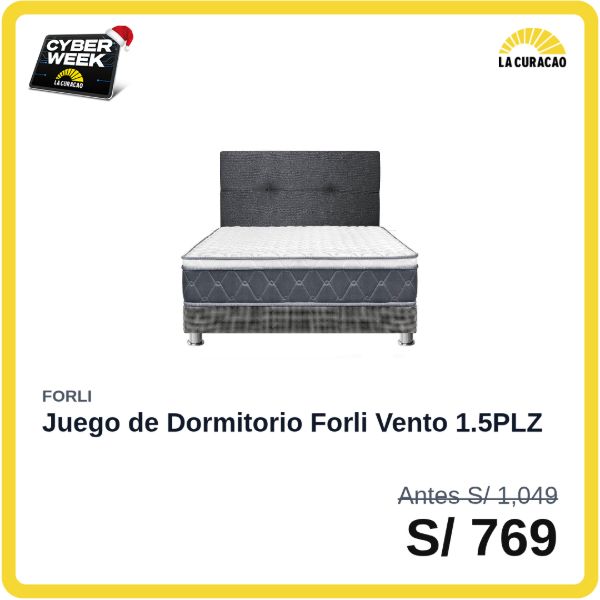 CYBER
WEEK
LA CURACAO
LA CURACAO
FORLI
Juego de Dormitorio Forli Vento 1.5PLZ
Antes S/ 1,049
S/ 769